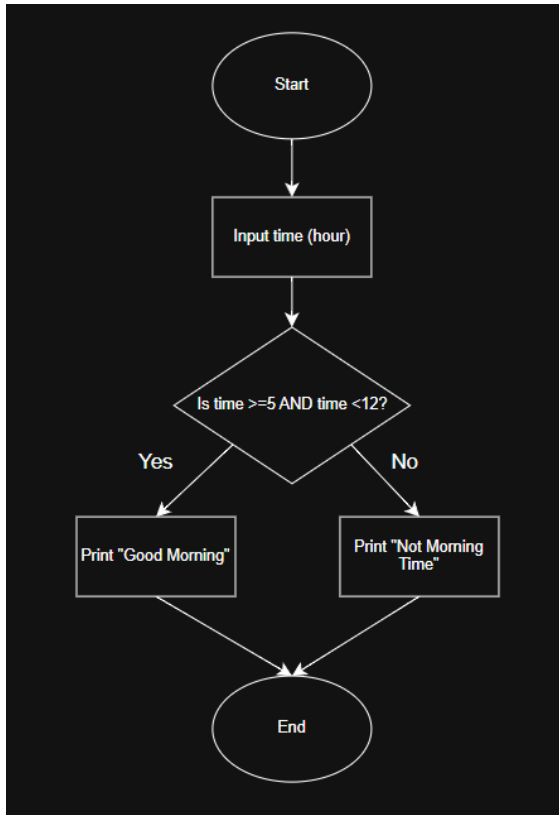 Start
Input time (hour)
Is time >=5 AND time <12?
Yes
No
Print "Good Morning"
Print "Not Morning
Time"
End